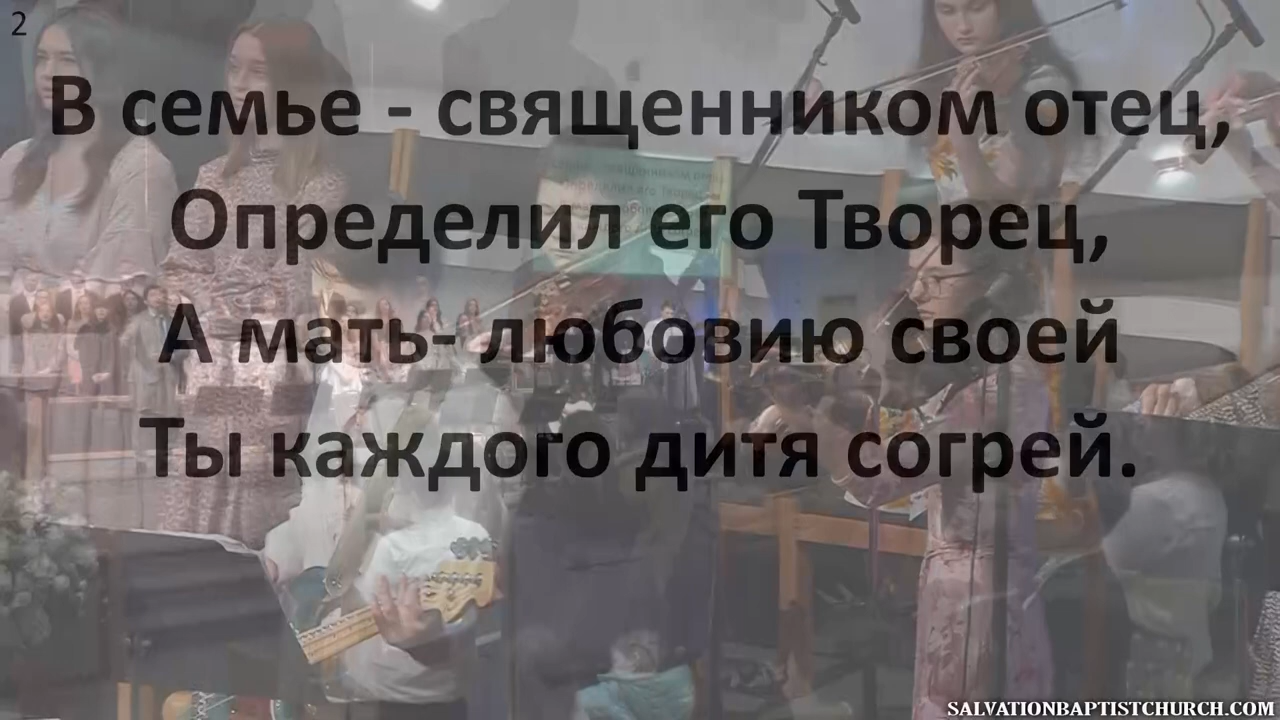 2
В семье - священником отец,
Определил его Творец,
А мать- любовию своей
Ты каждого дитя согрей.
SALVATIONBAPTISTCHURCH.COM